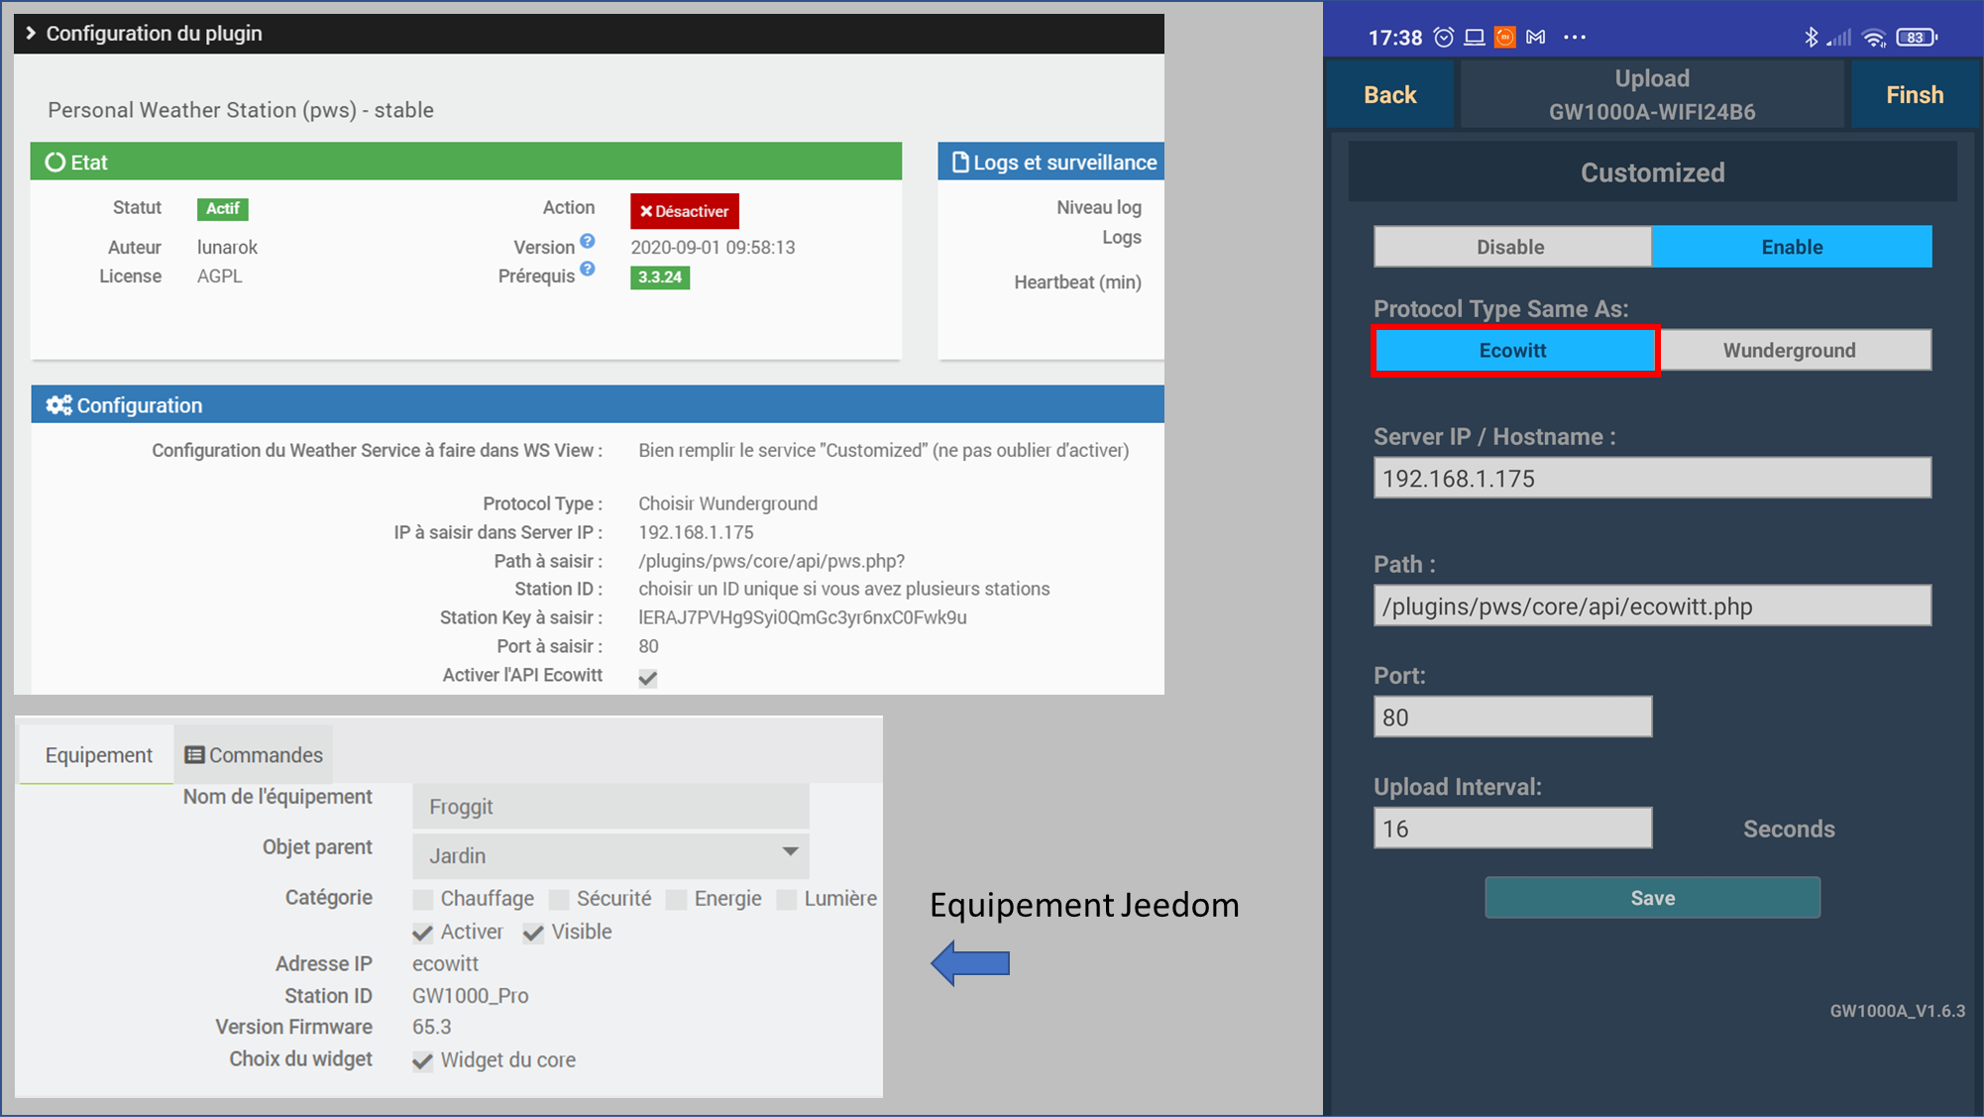 Configuration du plugin
Personal Weather Station (pws) - stable
Etat
Statut Actif Action Désactiver
Auteur lunarok Version 2020-09-01 09:58:13
License AGPL Prérequis 3.3.24
Logs et surveillance
Niveau log
Logs
Heartbeat (min)
Configuration
Configuration du Weather Service à faire dans WS View : Bien remplir le service "Customized" (ne pas oublier d'activer)
Protocol Type : Choisir Wunderground
IP à saisir dans Server IP : 192.168.1.175
Path à saisir : /plugins/pws/core/api/pws.php?
Station ID : choisir un ID unique si vous avez plusieurs stations
Station Key à saisir : lERAJ7PVHg9Syi0QmGc3yr6nxC0Fwk9u
Port à saisir : 80
Activer l'API Ecowitt
Equipement Commandes
Nom de l'équipement Froggit
Objet parent Jardin
Catégorie Chauffage Sécurité Energie Lumière
Activer Visible
Adresse IP ecowitt
Station ID GW1000_Pro
Version Firmware 65.3
Choix du widget Widget du core
Equipement Jeedom
17:38 83
Back Upload Finsh
GW1000A-WIFI24B6
Customized
Disable Enable
Protocol Type Same As:
Ecowitt Wunderground
Server IP / Hostname :
192.168.1.175
Path :
/plugins/pws/core/api/ecowitt.php
Port:
80
Upload Interval:
16 Seconds
Save
GW1000A_V1.6.3